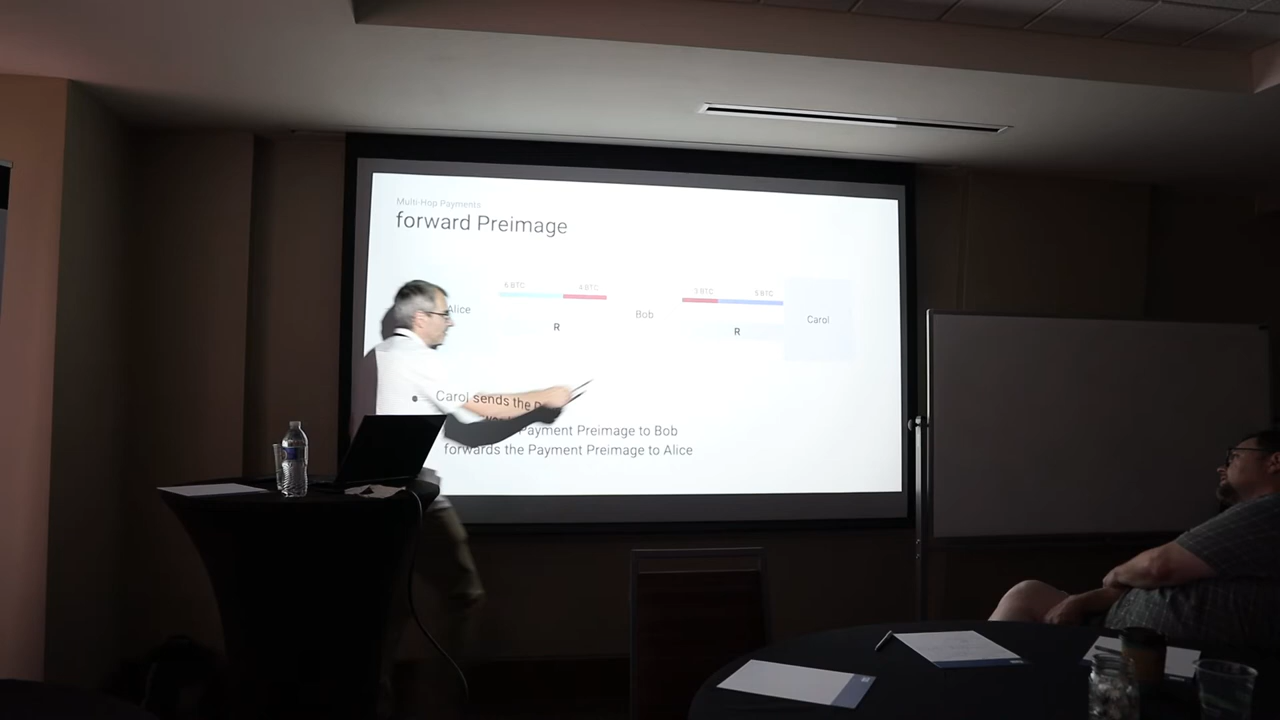 Multi-Hop Payments
forward Preimage
6 BTC
4 BTC
3 BTC
5 BTC
Alice
Bob
Carol
R
R
Carol sends the
Payment Preimage to Bob
forwards the Payment Preimage to Alice